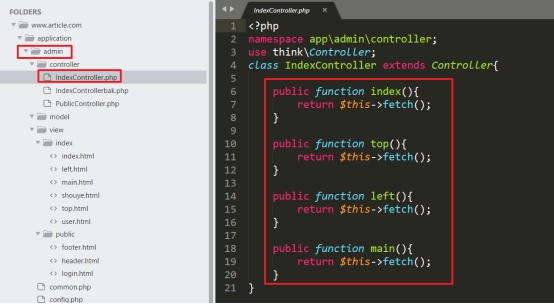 FOLDERS
www.article.com
application
admin
controller
IndexController.php
IndexControllerbak.php
PublicController.php
model
view
index
index.html
left.html
main.html
shouye.html
top.html
user.html
public
footer.html
header.html
login.html
common.php
config.php
IndexController.php ×
1 <?php
2 namespace app\admin\controller;
3 use think\Controller;
4 class IndexController extends Controller{
5
6 public function index(){
7 return $this->fetch();
8 }
9
10 public function top(){
11 return $this->fetch();
12 }
13
14 public function left(){
15 return $this->fetch();
16 }
17
18 public function main(){
19 return $this->fetch();
20 }
21 }